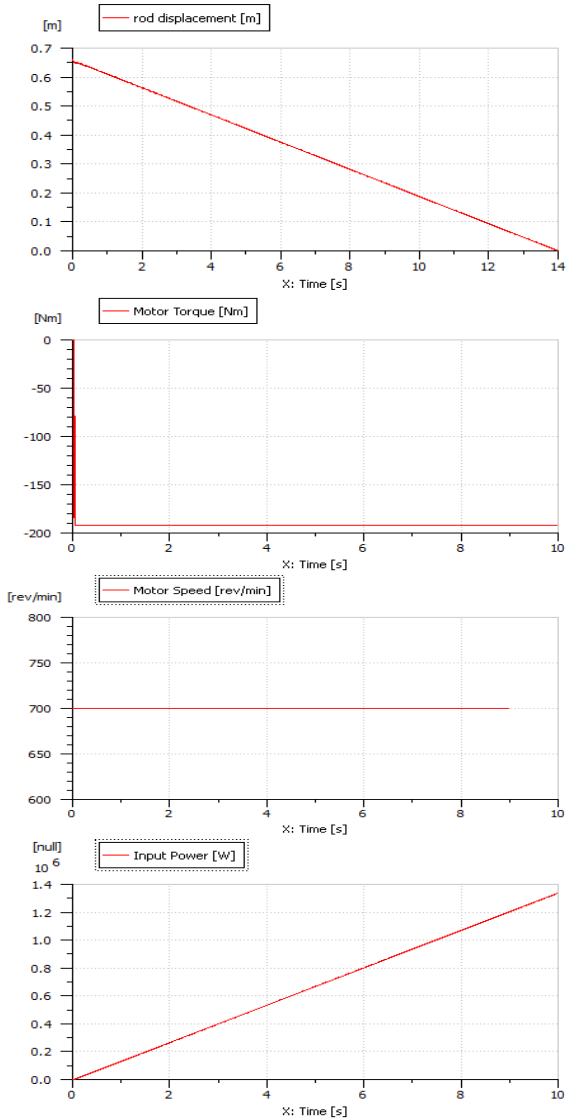 rod displacement [m]
[m]
0.7
0.6
0.5
0.4
0.3
0.2
0.1
0.0
0 2 4 6 8 10 12 14
X: Time [s]
Motor Torque [Nm]
[Nm]
0
-50
-100
-150
-200
0 2 4 6 8 10
X: Time [s]
Motor Speed [rev/min]
[rev/min]
800
750
700
650
600
0 2 4 6 8 10
X: Time [s]
[null]
Input Power [W]
10 6
1.4
1.2
1.0
0.8
0.6
0.4
0.2
0.0
0 2 4 6 8 10
X: Time [s]